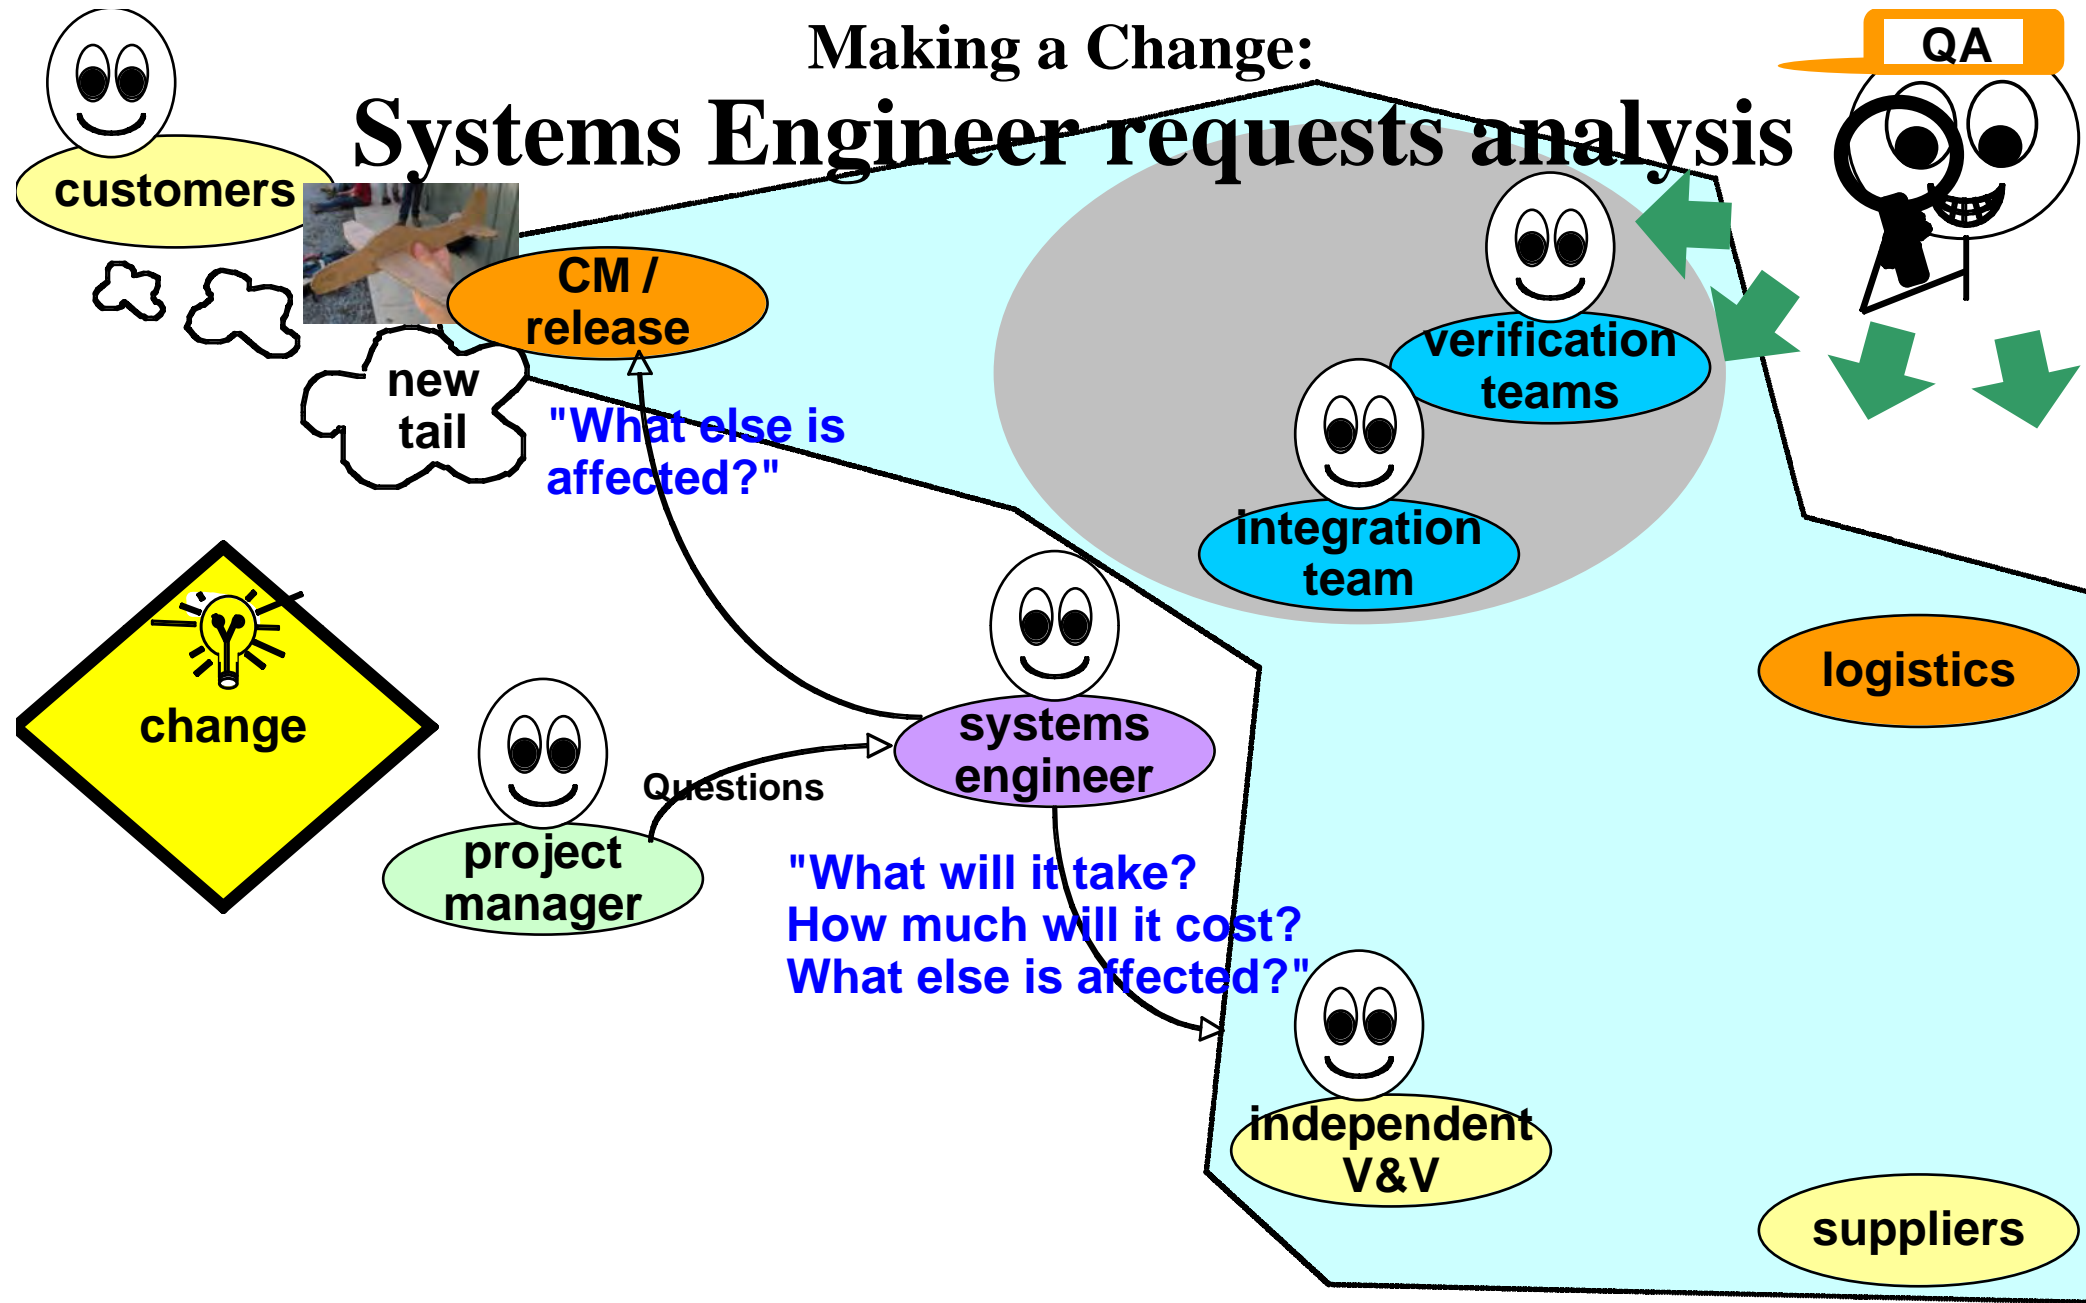 Making a Change:
Systems Engineer requests analysis
QA
customers
CM /
release
new
tail
"What else is
affected?"
verification
teams
integration
team
change
systems
engineer
logistics
Questions
project
manager
"What will it take?
How much will it cost?
What else is affected?"
independent
V&V
suppliers